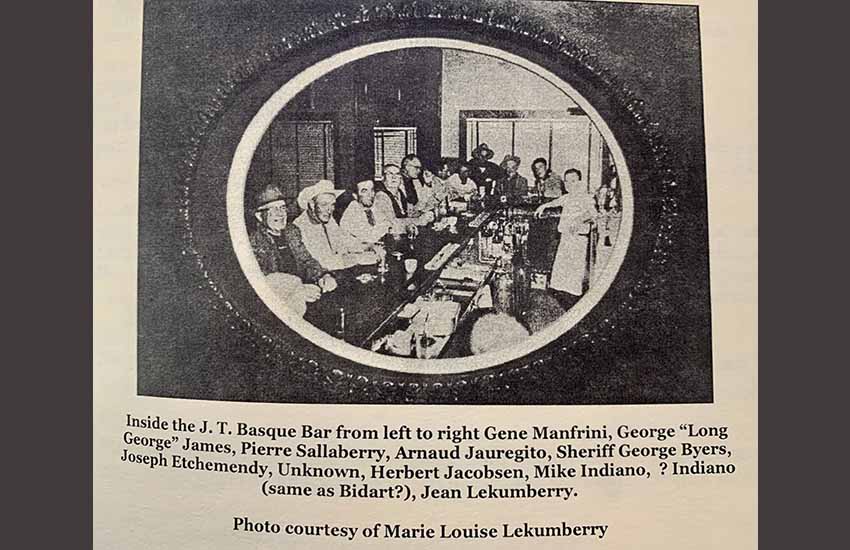 Inside the J. T. Basque Bar from left to right Gene Manfrini, George “Long
George” James, Pierre Sallaberry, Arnaud Jauregito, Sheriff George Byers,
Joseph Etchemendy, Unknown, Herbert Jacobsen, Mike Indiano, ? Indiano
(same as Bidart?), Jean Lekumberry.
Photo courtesy of Marie Louise Lekumberry